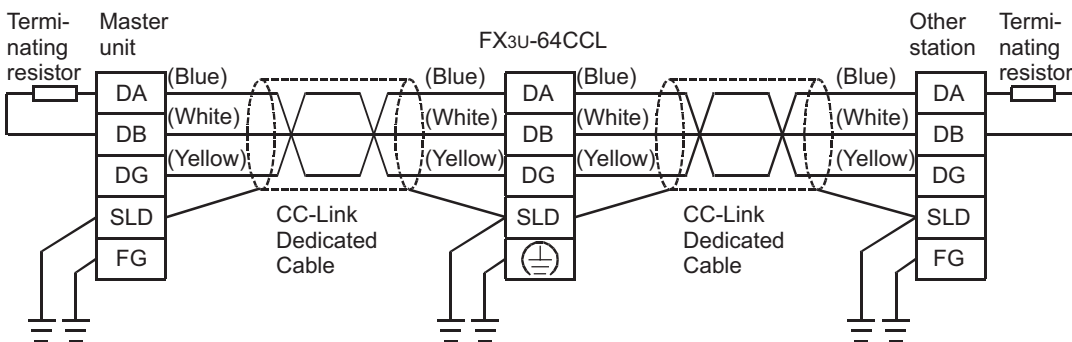 Termi-
nating
resistor
Master
unit
FX3U-64CCL
Other
station
Termi-
nating
resistor
(Blue)
(Blue)
(Blue)
(Blue)
DA
DA
DA
(White)
(White)
(White)
(White)
DB
DB
DB
(Yellow)
(Yellow)
(Yellow)
(Yellow)
DG
DG
DG
SLD
SLD
SLD
CC-Link
Dedicated
Cable
CC-Link
Dedicated
Cable
FG
FG